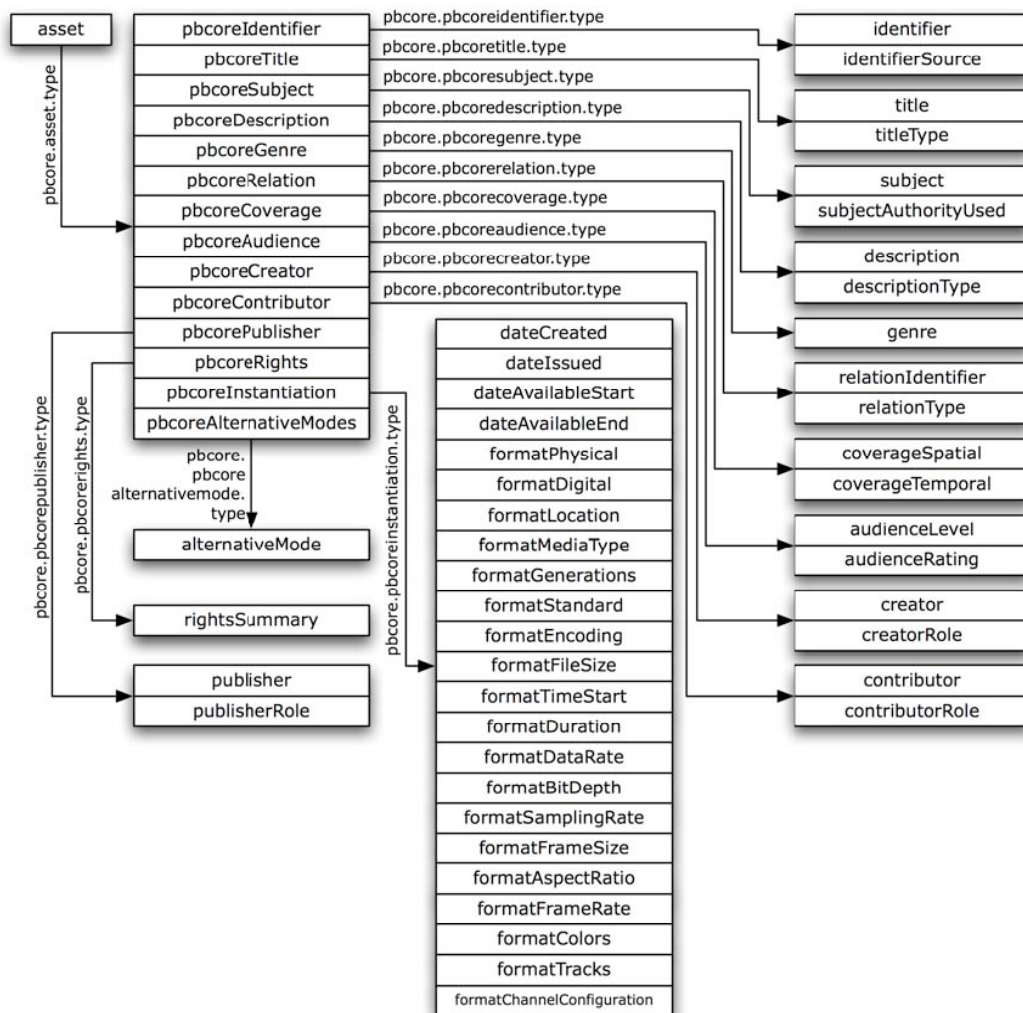 asset
pbcore.asset.type
pbcoreIdentifier
pbcoreTitle
pbcoreSubject
pbcoreDescription
pbcoreGenre
pbcoreRelation
pbcoreCoverage
pbcoreAudience
pbcoreCreator
pbcoreContributor
pbcorePublisher
pbcoreRights
pbcoreInstantiation
pbcoreAlternativeModes
pbcore.pbcoreidentifier.type
pbcore.pbcoretitle.type
pbcore.pbcoresubject.type
pbcore.pbcoredescription.type
pbcore.pbcoregenre.type
pbcore.pbcorerelation.type
pbcore.pbcorecoverage.type
pbcore.pbcoreaudience.type
pbcore.pbcorecreator.type
pbcore.pbcorecontributor.type
identifier
identifierSource
title
titleType
subject
subjectAuthorityUsed
description
descriptionType
genre
relationIdentifier
relationType
coverageSpatial
coverageTemporal
audienceLevel
audienceRating
creator
creatorRole
contributor
contributorRole
pbcore.pbcorepublisher.type
pbcore.pbcorerights.type
pbcore.
pbcore
alternativemode.
type
alternativeMode
rightsSummary
publisher
publisherRole
pbcore.pbcoreinstantiation.type
dateCreated
dateIssued
dateAvailableStart
dateAvailableEnd
formatPhysical
formatDigital
formatLocation
formatMediaType
formatGenerations
formatStandard
formatEncoding
formatFileSize
formatTimeStart
formatDuration
formatDataRate
formatBitDepth
formatSamplingRate
formatFrameSize
formatAspectRatio
formatFrameRate
formatColors
formatTracks
formatChannelConfiguration